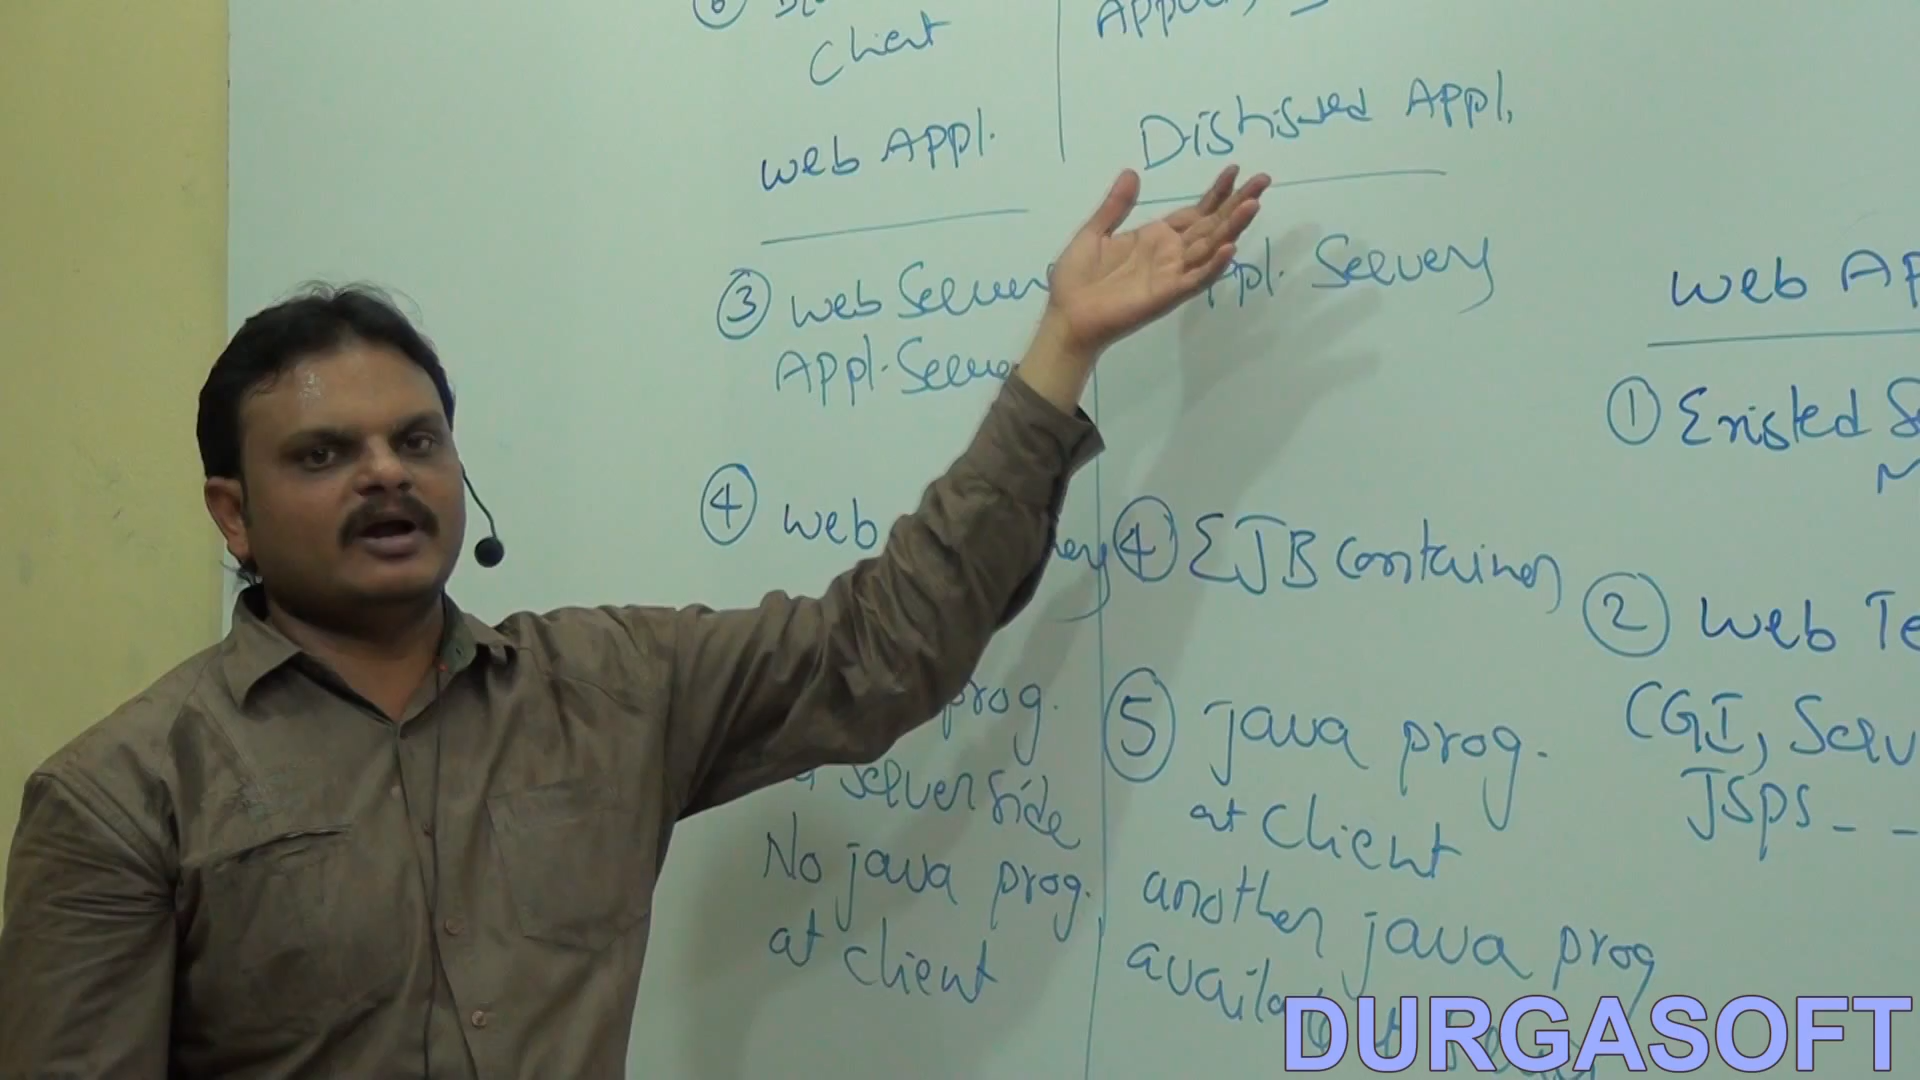 6
Client
web Appl.
Distributed Appl.
3 web Server
Appl. Server
Appl. Server
4 web
4 EJB container
prog.
server side
No java prog.
at client
5 java prog.
at client
another java prog
web Ap
1 Existed
2 web Te
CGI, Serv
JSPs - -
DURGASOFT